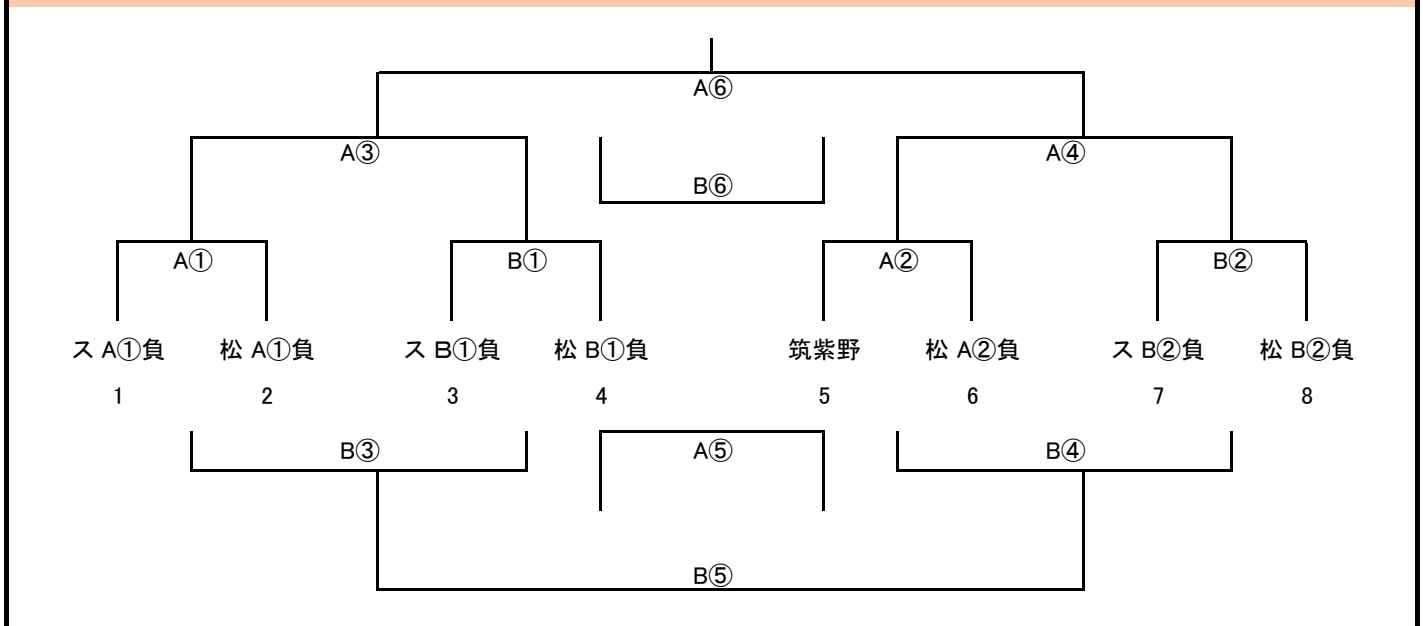 A⑥
A③ A④
B⑥
A① B① A② B②
ス A①負 松 A①負 ス B①負 松 B①負 筑紫野 松 A②負 ス B②負 松 B②負
1 2 3 4 5 6 7 8
B③ A⑤ B④
B⑤